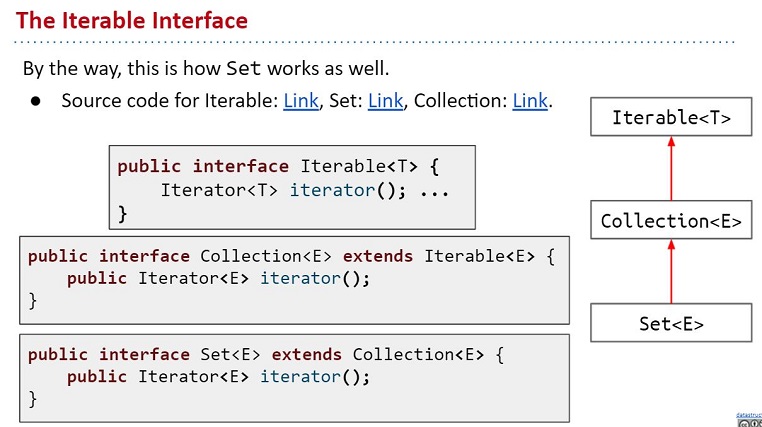 The Iterable Interface
By the way, this is how Set works as well.
● Source code for Iterable: Link, Set: Link, Collection: Link.
public interface Iterable<T> {
    Iterator<T> iterator(); ...
}
public interface Collection<E> extends Iterable<E> {
    public Iterator<E> iterator();
}
public interface Set<E> extends Collection<E> {
    public Iterator<E> iterator();
}
Iterable<T>
Collection<E>
Set<E>
datastruc